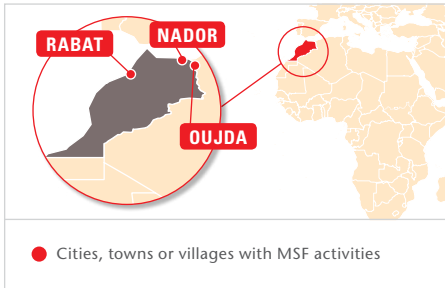 RABAT
NADOR
OUJDA
Cities, towns or villages with MSF activities